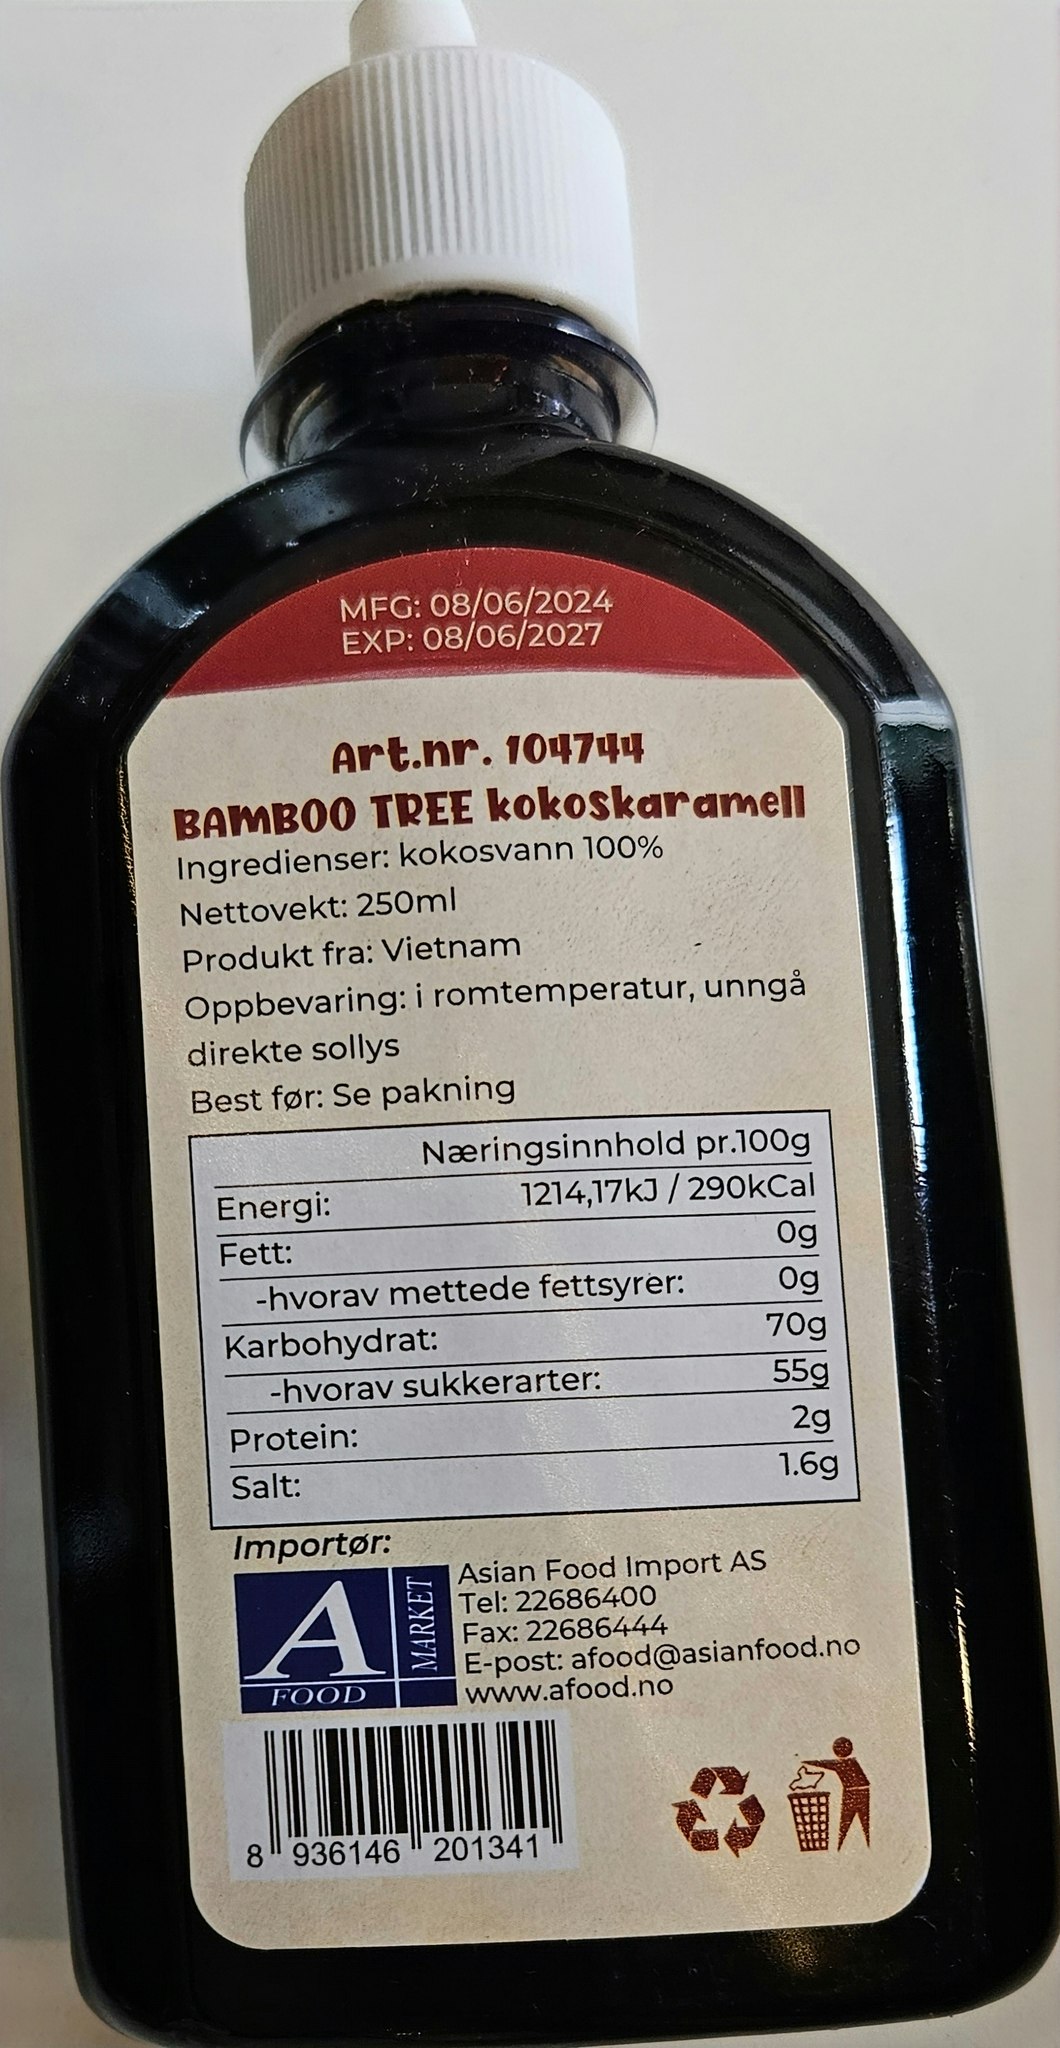 MFG: 08/06/2024
EXP: 08/06/2027
Art.nr. 104744
BAMBOO TREE kokoskaramell
Ingredienser: kokosvann 100%
Nettovekt: 250ml
Produkt fra: Vietnam
Oppbevaring: i romtemperatur, unngå
direkte sollys
Best før: Se pakning
Næringsinnhold pr.100g
Energi: 1214,17kJ / 290kCal
Fett: 0g
-hvorav mettede fettsyrer: 0g
Karbohydrat: 70g
-hvorav sukkerarter: 55g
Protein: 2g
Salt: 1.6g
Importør:
A FOOD MARKET
Asian Food Import AS
Tel: 22686400
Fax: 22686444
E-post: afood@asianfood.no
www.afood.no
8 936146 201341